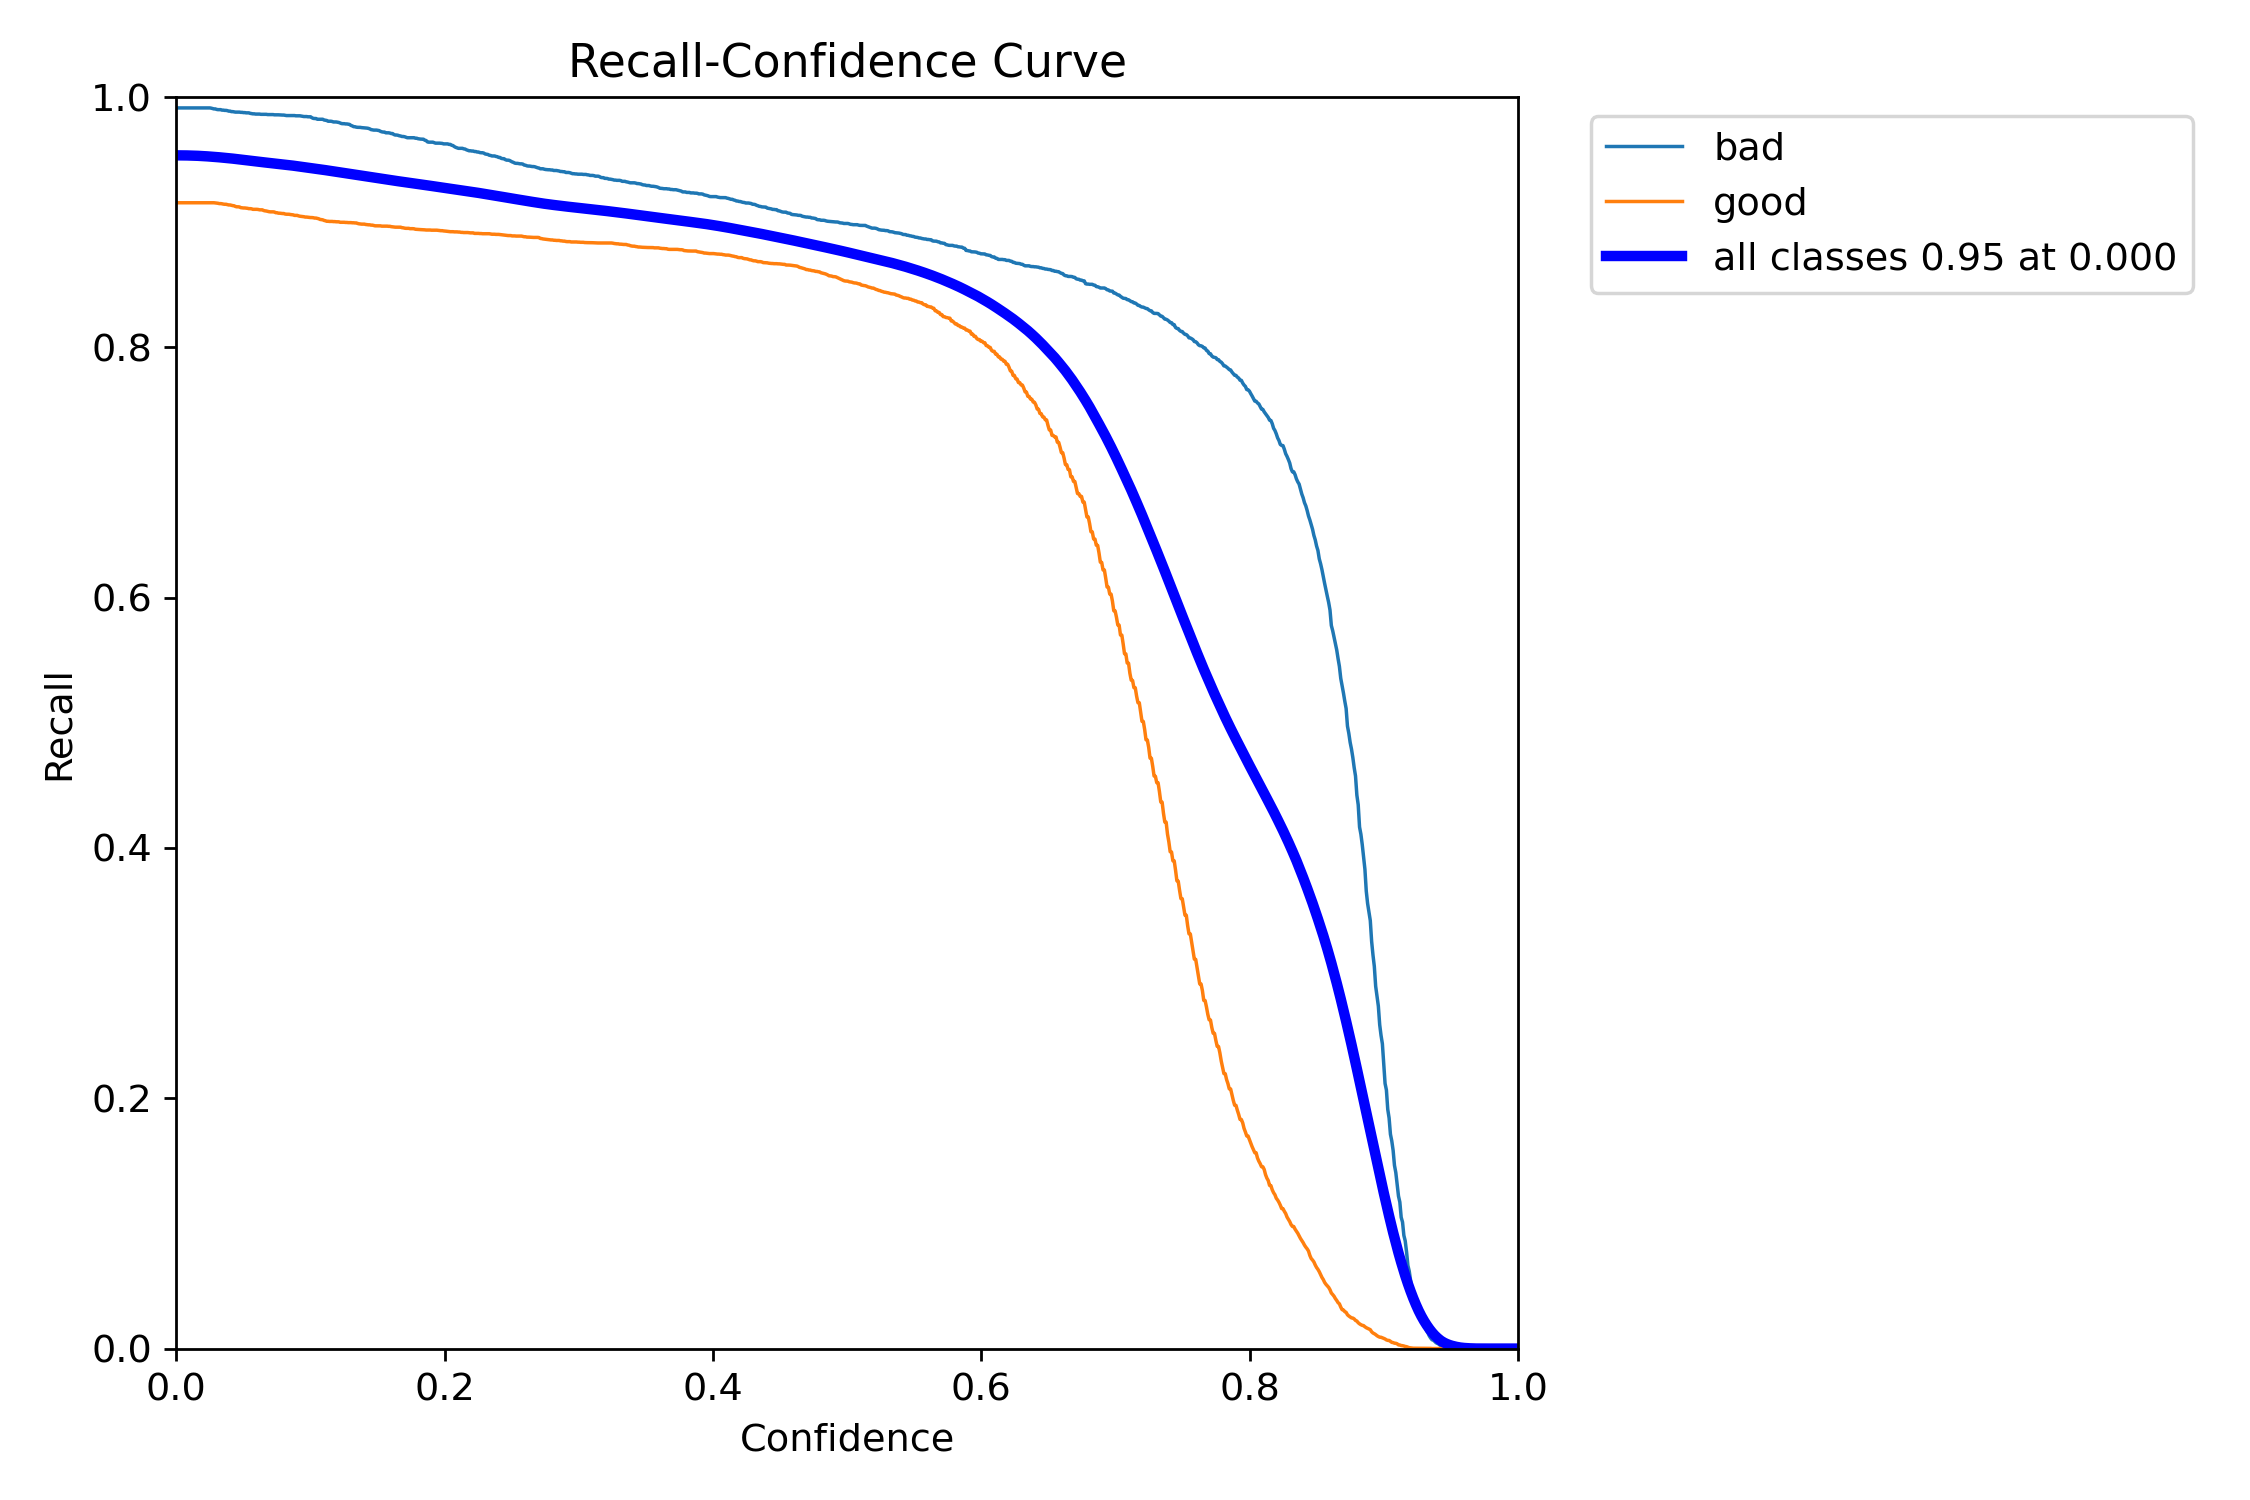 Recall-Confidence Curve
1.0
0.8
0.6
0.4
0.2
0.0
Recall
0.0 0.2 0.4 0.6 0.8 1.0
Confidence
bad
good
all classes 0.95 at 0.000